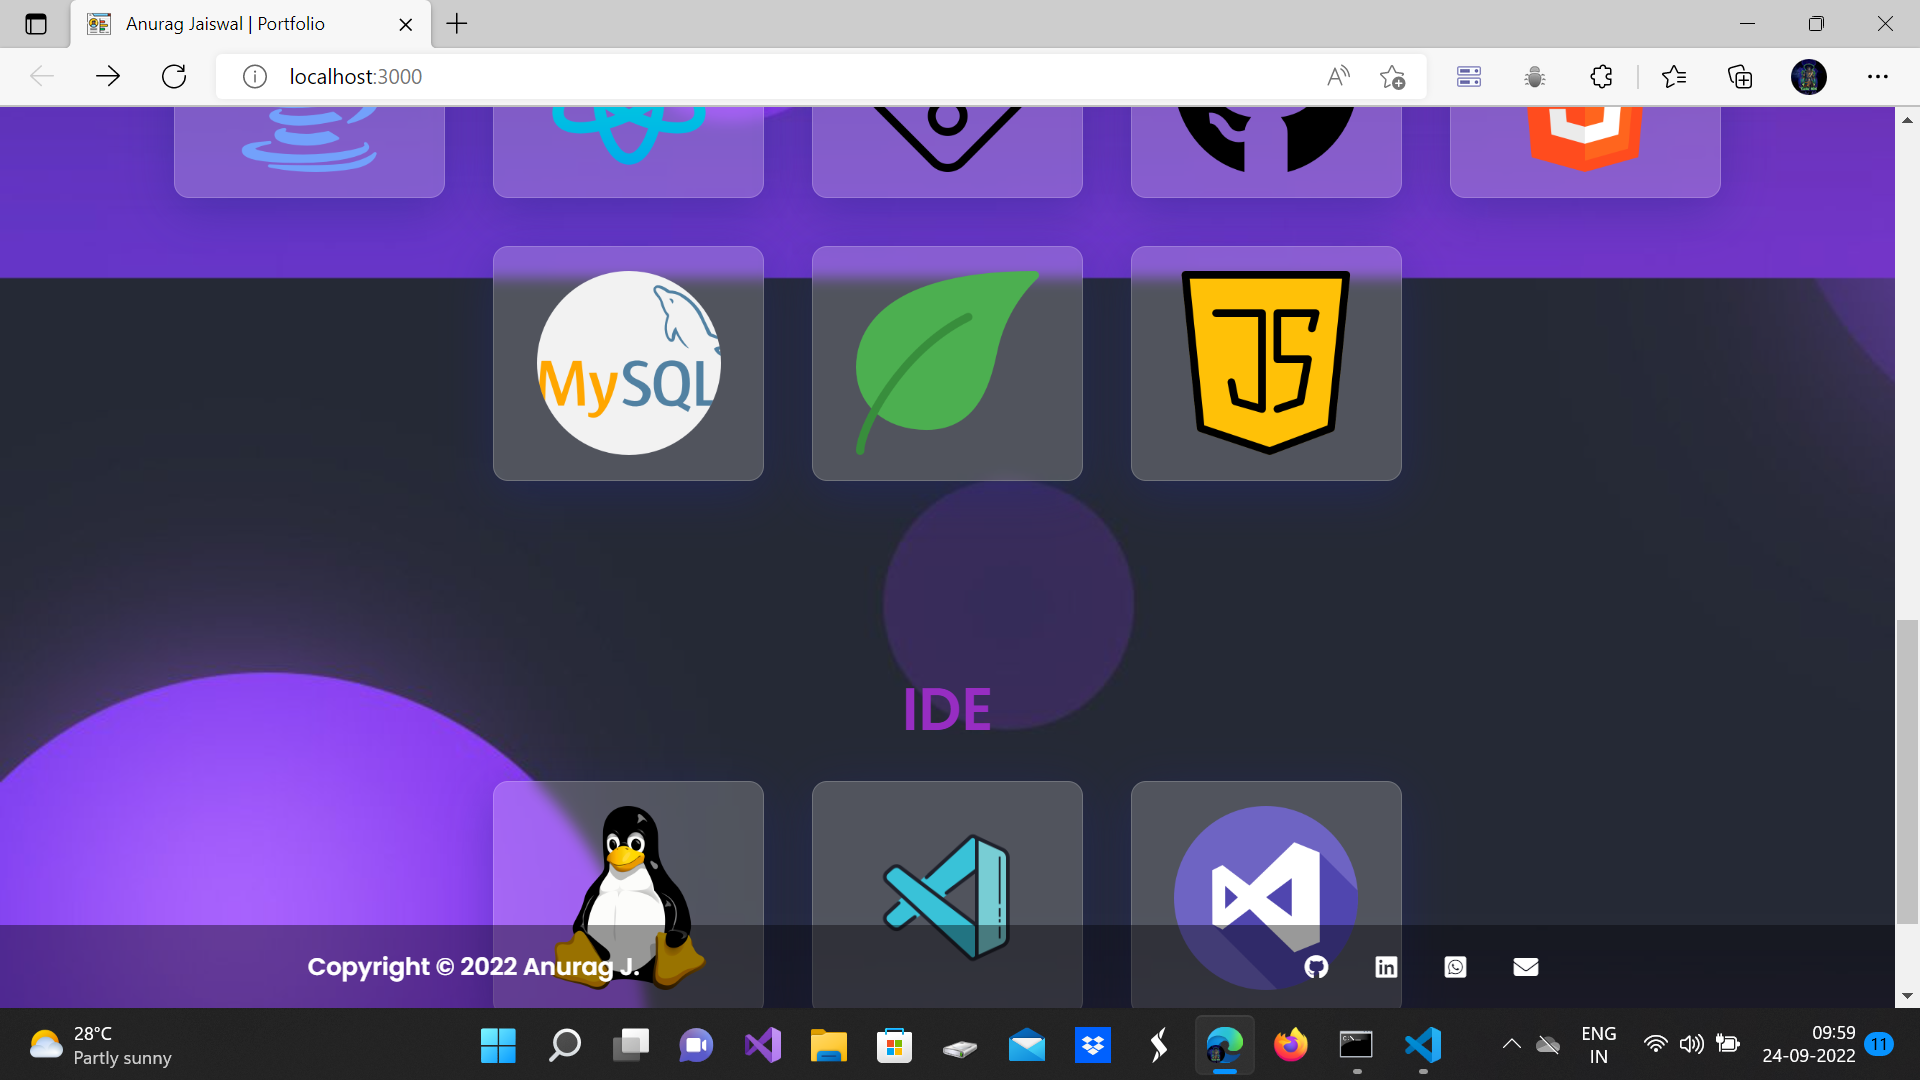 Anurag Jaiswal | Portfolio
localhost:3000
MySQL
JS
IDE
Copyright © 2022 Anurag J.
28°C
Partly sunny
ENG
IN
09:59
24-09-2022
11